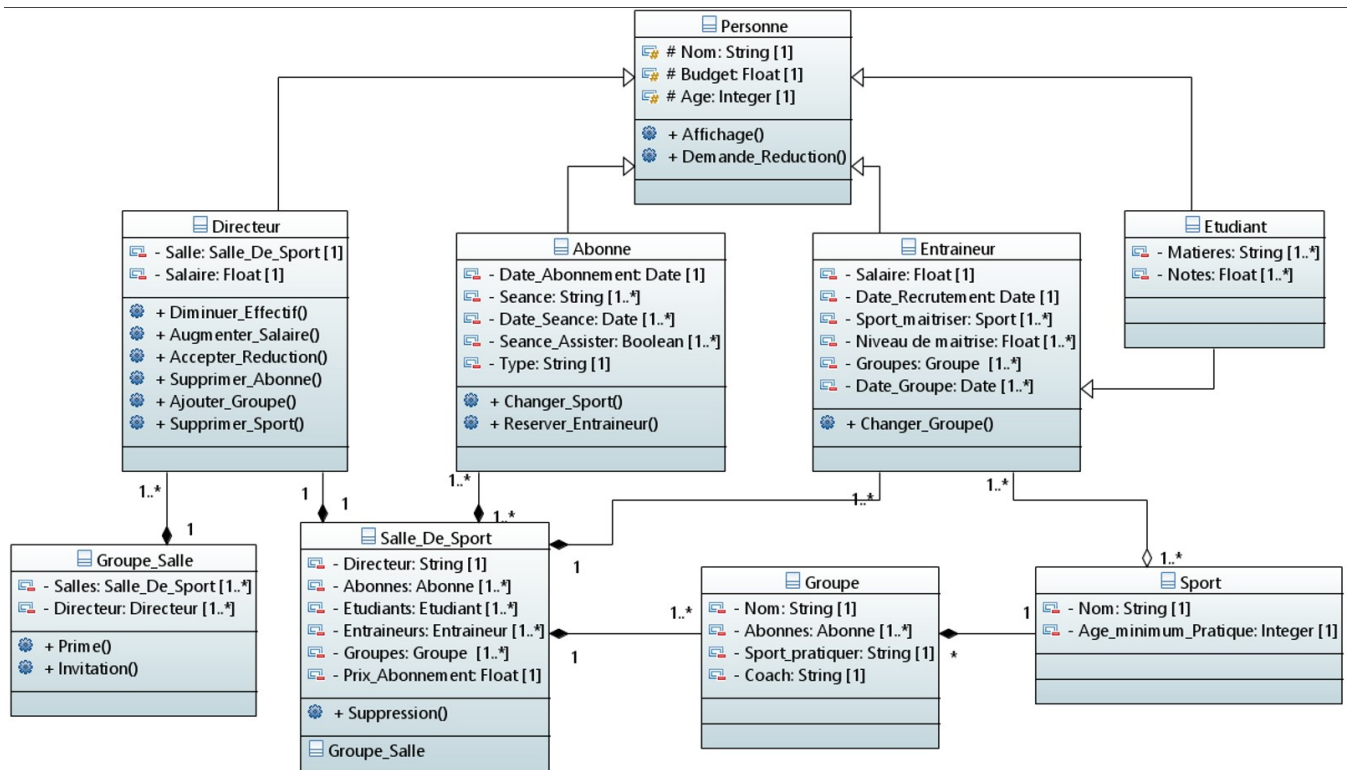 Personne
# Nom: String [1]
# Budget: Float [1]
# Age: Integer [1]
+ Affichage()
+ Demande_Reduction()
Directeur
- Salle: Salle_De_Sport [1]
- Salaire: Float [1]
+ Diminuer_Effectif()
+ Augmenter_Salaire()
+ Accepter_Reduction()
+ Supprimer_Abonne()
+ Ajouter_Groupe()
+ Supprimer_Sport()
Abonne
- Date_Abonnement: Date [1]
- Seance: String [1..*]
- Date_Seance: Date [1..*]
- Seance_Assister: Boolean [1..*]
- Type: String [1]
+ Changer_Sport()
+ Reserver_Entraineur()
Entraineur
- Salaire: Float [1]
- Date_Recrutement: Date [1]
- Sport_maitriser: Sport [1..*]
- Niveau de maitrise: Float [1..*]
- Groupes: Groupe [1..*]
- Date_Groupe: Date [1..*]
+ Changer_Groupe()
Etudiant
- Matieres: String [1..*]
- Notes: Float [1..*]
1..*
1
1
1
1..*
1..*
1..*
1
1..*
1..*
Groupe_Salle
- Salles: Salle_De_Sport [1..*]
- Directeur: Directeur [1..*]
+ Prime()
+ Invitation()
Salle_De_Sport
- Directeur: String [1]
- Abonnes: Abonne [1..*]
- Etudiants: Etudiant [1..*]
- Entraineurs: Entraineur [1..*]
- Groupes: Groupe [1..*]
- Prix_Abonnement: Float [1]
+ Suppression()
Groupe_Salle
1..*
1
Groupe
- Nom: String [1]
- Abonnes: Abonne [1..*]
- Sport_pratiquer: String [1]
- Coach: String [1]
1
*
Sport
- Nom: String [1]
- Age_minimum_Pratique: Integer [1]